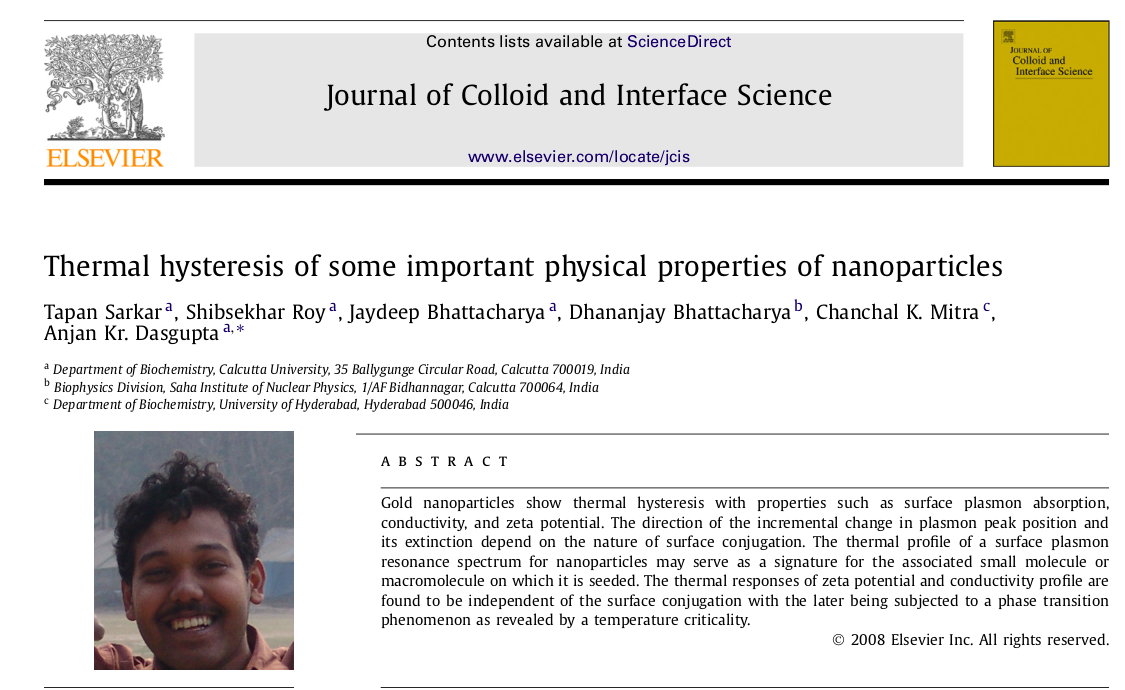 Contents lists available at ScienceDirect
Journal of Colloid and Interface Science
www.elsevier.com/locate/jcis
ELSEVIER
JOURNAL OF
Colloid and
Interface Science
Thermal hysteresis of some important physical properties of nanoparticles
Tapan Sarkar a, Shibsekhar Roy a, Jaydeep Bhattacharya a, Dhananjay Bhattacharya b, Chanchal K. Mitra c,
Anjan Kr. Dasgupta a,*
a Department of Biochemistry, Calcutta University, 35 Ballygunge Circular Road, Calcutta 700019, India
b Biophysics Division, Saha Institute of Nuclear Physics, 1/AF Bidhannagar, Calcutta 700064, India
c Department of Biochemistry, University of Hyderabad, Hyderabad 500046, India
A B S T R A C T
Gold nanoparticles show thermal hysteresis with properties such as surface plasmon absorption,
conductivity, and zeta potential. The direction of the incremental change in plasmon peak position and
its extinction depend on the nature of surface conjugation. The thermal profile of a surface plasmon
resonance spectrum for nanoparticles may serve as a signature for the associated small molecule or
macromolecule on which it is seeded. The thermal responses of zeta potential and conductivity profile are
found to be independent of the surface conjugation with the later being subjected to a phase transition
phenomenon as revealed by a temperature criticality.
© 2008 Elsevier Inc. All rights reserved.